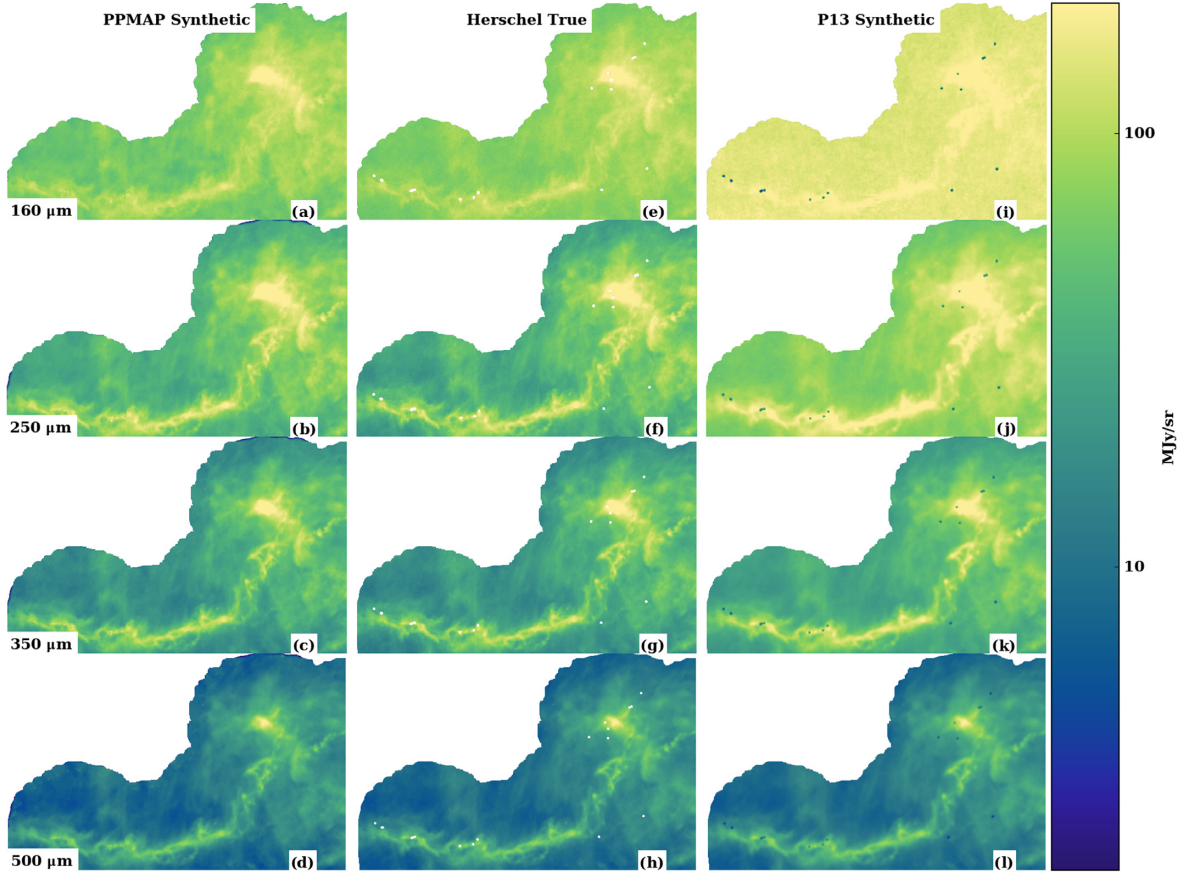 PPMAP Synthetic
Herschel True
P13 Synthetic
160 μm
(a)
(e)
(i)
100
250 μm
(b)
(f)
(j)
MJy/sr
350 μm
(c)
(g)
(k)
10
500 μm
(d)
(h)
(l)